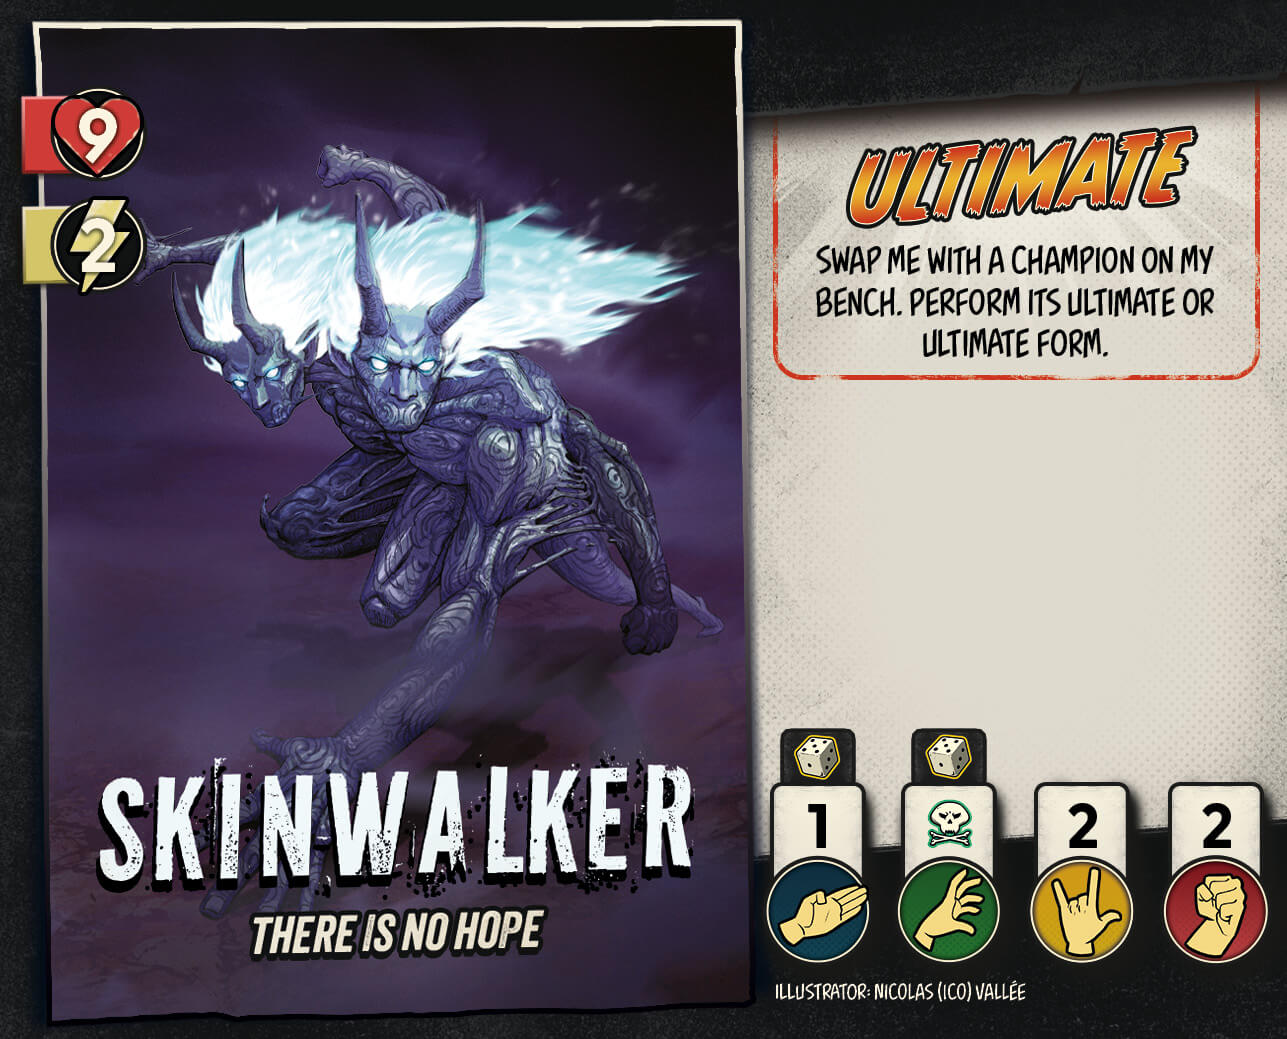 9
2
SKINWALKER
THERE IS NO HOPE
ULTIMATE
SWAP ME WITH A CHAMPION ON MY
BENCH. PERFORM ITS ULTIMATE OR
ULTIMATE FORM.
1
2
2
ILLUSTRATOR: NICOLAS (ICO) VALLÉE